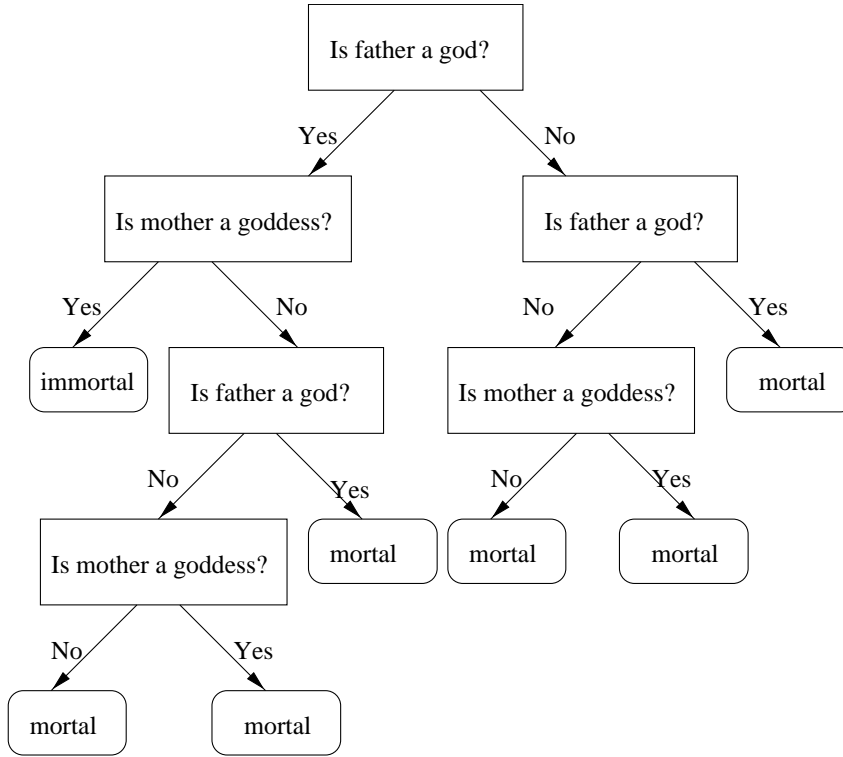 Is father a god?
Yes
No
Is mother a goddess?
Is father a god?
Yes
No
No
Yes
immortal
Is father a god?
Is mother a goddess?
mortal
No
Yes
No
Yes
Is mother a goddess?
mortal
mortal
mortal
No
Yes
mortal
mortal